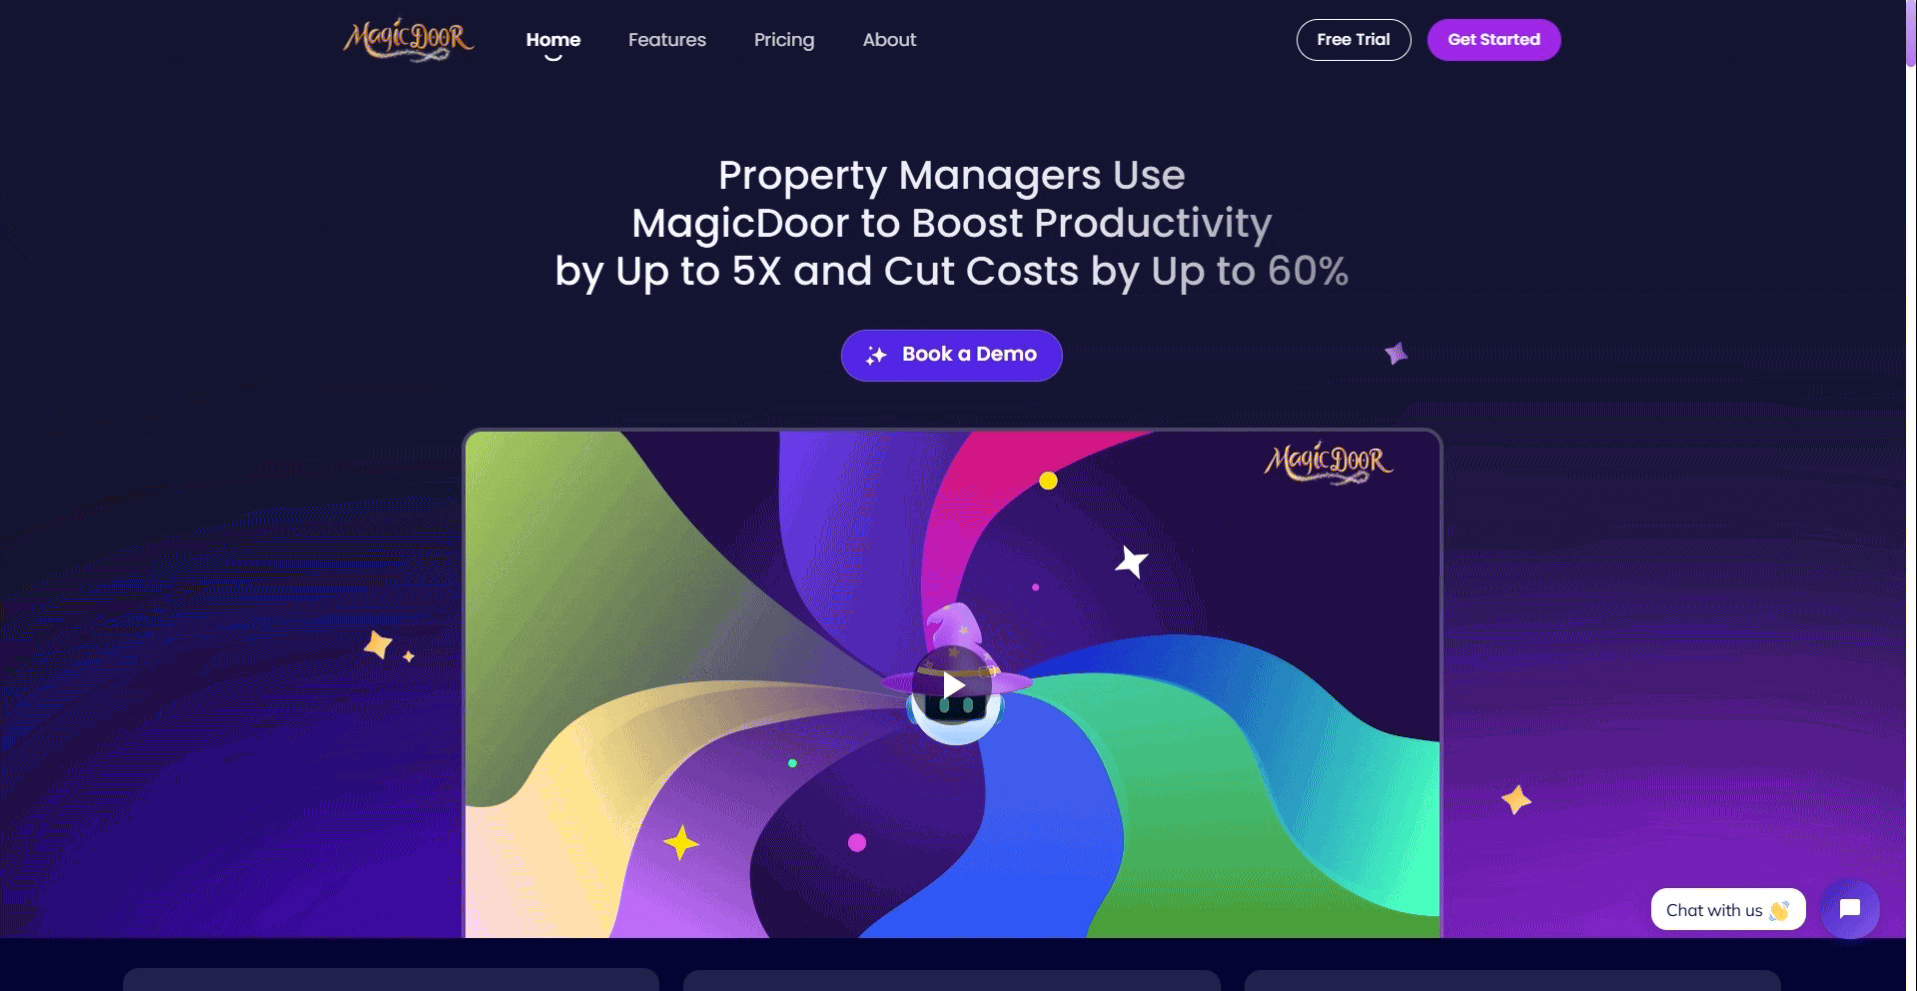 MagicDoor
Home
Features
Pricing
About
Free Trial
Get Started
Property Managers Use
MagicDoor to Boost Productivity
by Up to 5X and Cut Costs by Up to 60%
Book a Demo
MagicDoor
Chat with us 👋